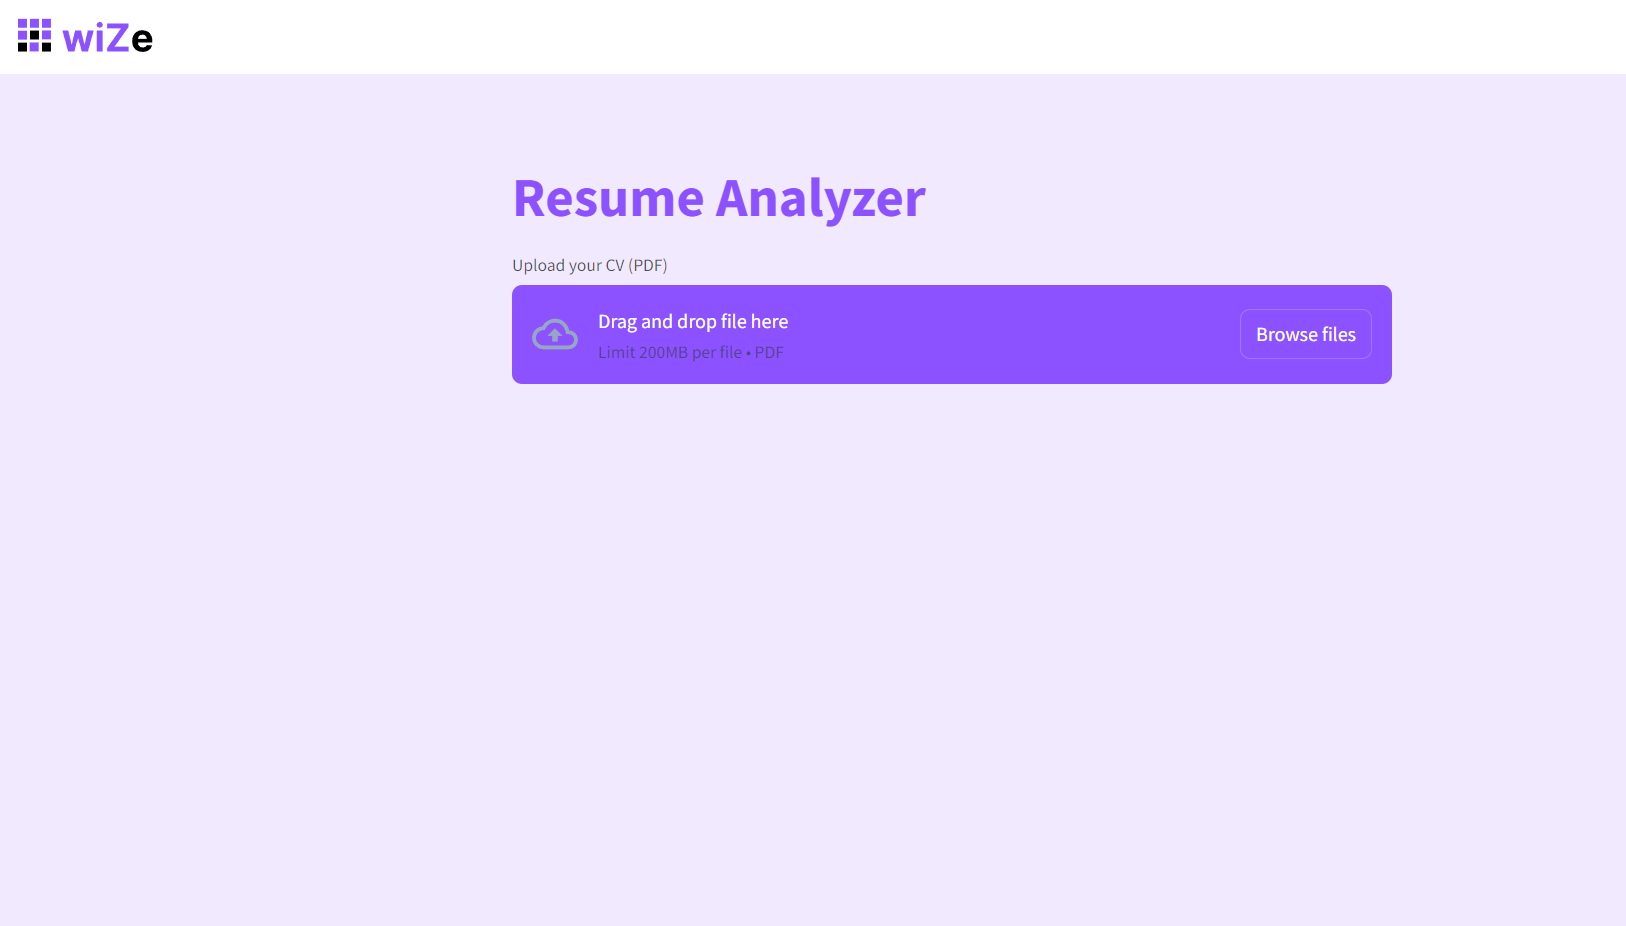 wiZe
Resume Analyzer
Upload your CV (PDF)
Drag and drop file here
Limit 200MB per file • PDF
Browse files